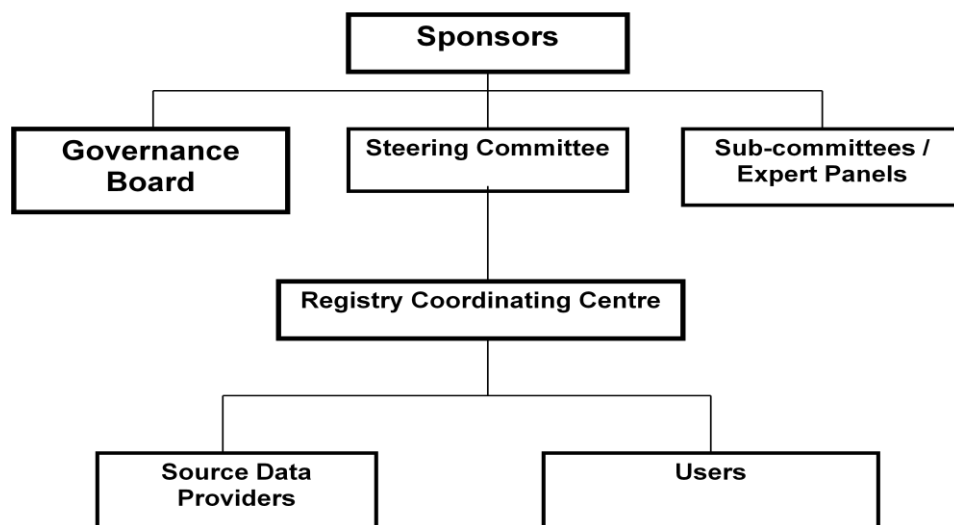 Sponsors
Governance
Board
Steering Committee
Sub-committees /
Expert Panels
Registry Coordinating Centre
Source Data
Providers
Users